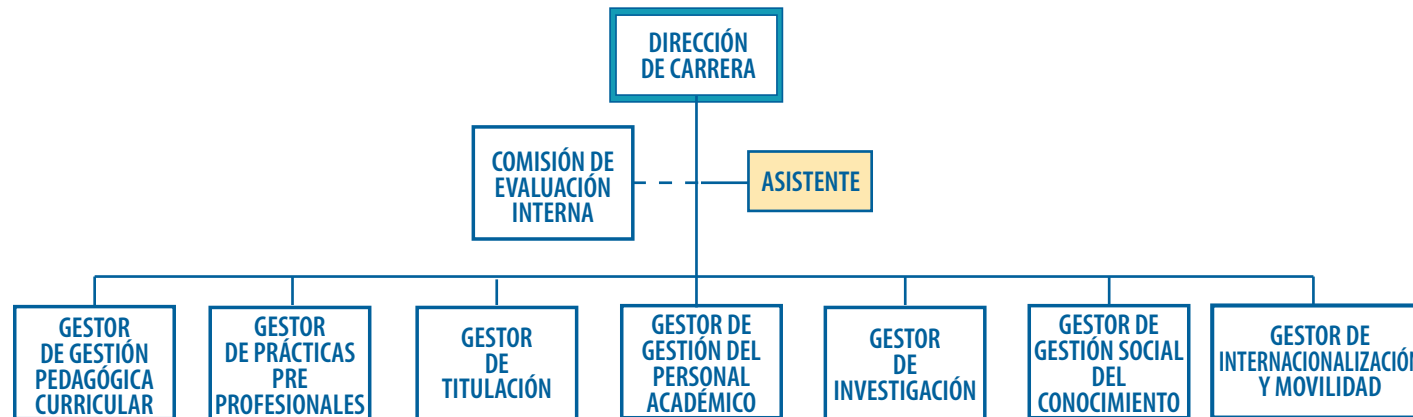 DIRECCIÓN
DE CARRERA
COMISIÓN DE
EVALUACIÓN
INTERNA
ASISTENTE
GESTOR
DE GESTIÓN
PEDAGÓGICA
CURRICULAR
GESTOR
DE PRÁCTICAS
PRE
PROFESIONALES
GESTOR
DE
TITULACIÓN
GESTOR DE
GESTIÓN DEL
PERSONAL
ACADÉMICO
GESTOR
DE
INVESTIGACIÓN
GESTOR DE
GESTIÓN SOCIAL
DEL
CONOCIMIENTO
GESTOR DE
INTERNACIONALIZACIÓN
Y MOVILIDAD